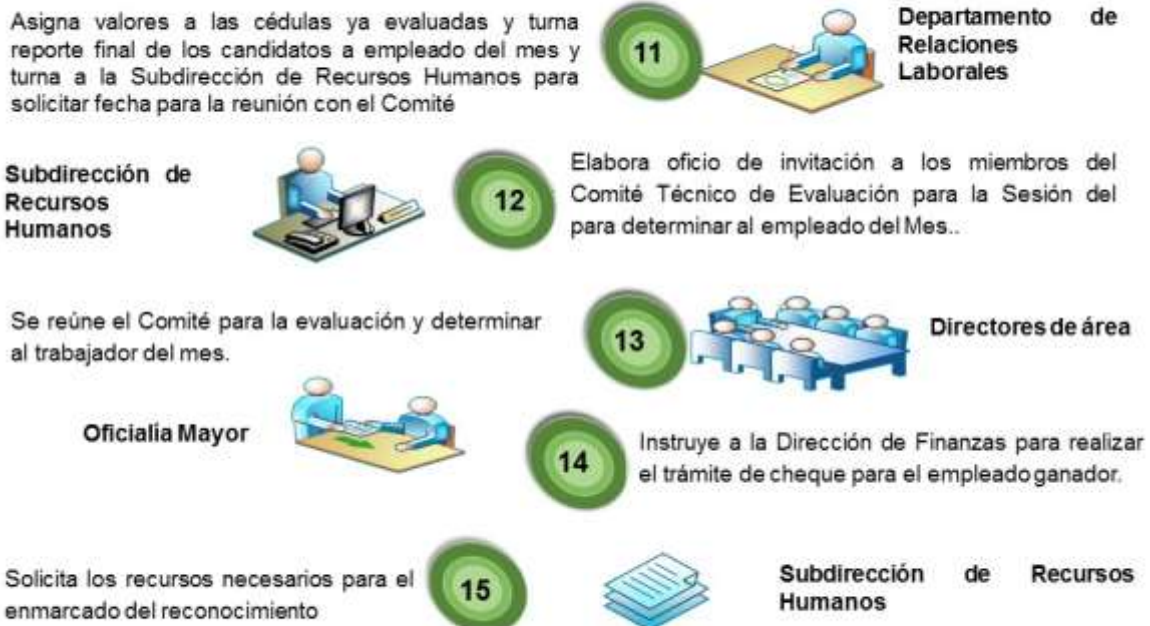 Asigna valores a las cédulas ya evaluadas y turna
reporte final de los candidatos a empleado del mes y
turna a la Subdirección de Recursos Humanos para
solicitar fecha para la reunión con el Comité
11
Departamento de
Relaciones
Laborales
Subdirección de
Recursos
Humanos
12
Elabora oficio de invitación a los miembros del
Comité Técnico de Evaluación para la Sesión del
para determinar al empleado del Mes..
Se reúne el Comité para la evaluación y determinar
al trabajador del mes.
13
Directores de área
Oficialía Mayor
14
Instruye a la Dirección de Finanzas para realizar
el trámite de cheque para el empleado ganador.
Solicita los recursos necesarios para el
enmarcado del reconocimiento
15
Subdirección de Recursos
Humanos